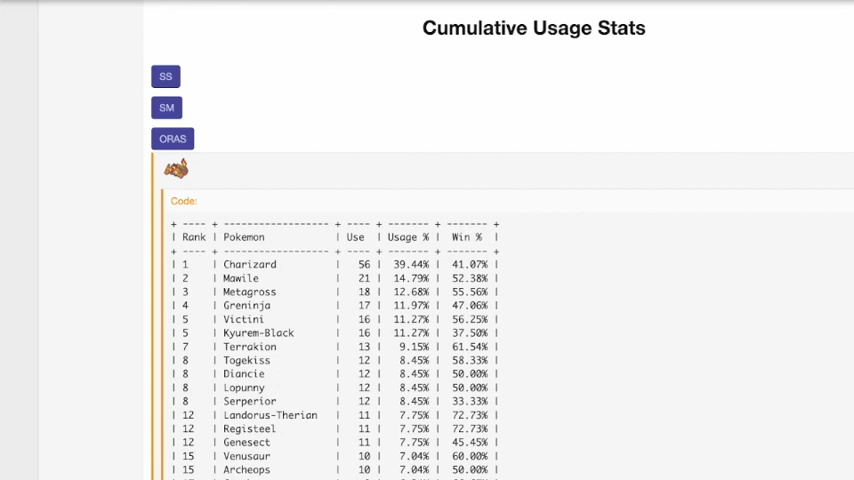 Cumulative Usage Stats
SS
SM
ORAS
Code:
+ ---- + ------------------ + ---- + ------- + ------- +
| Rank | Pokemon | Use | Usage % | Win % |
+ ---- + ------------------ + ---- + ------- + ------- +
| 1 | Charizard | 56 | 39.44% | 41.07% |
| 2 | Mawile | 21 | 14.79% | 52.38% |
| 3 | Metagross | 18 | 12.68% | 55.56% |
| 4 | Greninja | 17 | 11.97% | 47.06% |
| 5 | Victini | 16 | 11.27% | 56.25% |
| 5 | Kyurem-Black | 16 | 11.27% | 37.50% |
| 7 | Terrakion | 13 | 9.15% | 61.54% |
| 8 | Togekiss | 12 | 8.45% | 58.33% |
| 8 | Diancie | 12 | 8.45% | 50.00% |
| 8 | Lopunny | 12 | 8.45% | 50.00% |
| 8 | Serperior | 12 | 8.45% | 33.33% |
| 12 | Landorus-Therian | 11 | 7.75% | 72.73% |
| 12 | Registeel | 11 | 7.75% | 72.73% |
| 12 | Genesect | 11 | 7.75% | 45.45% |
| 15 | Venusaur | 10 | 7.04% | 60.00% |
| 15 | Archeops | 10 | 7.04% | 50.00% |